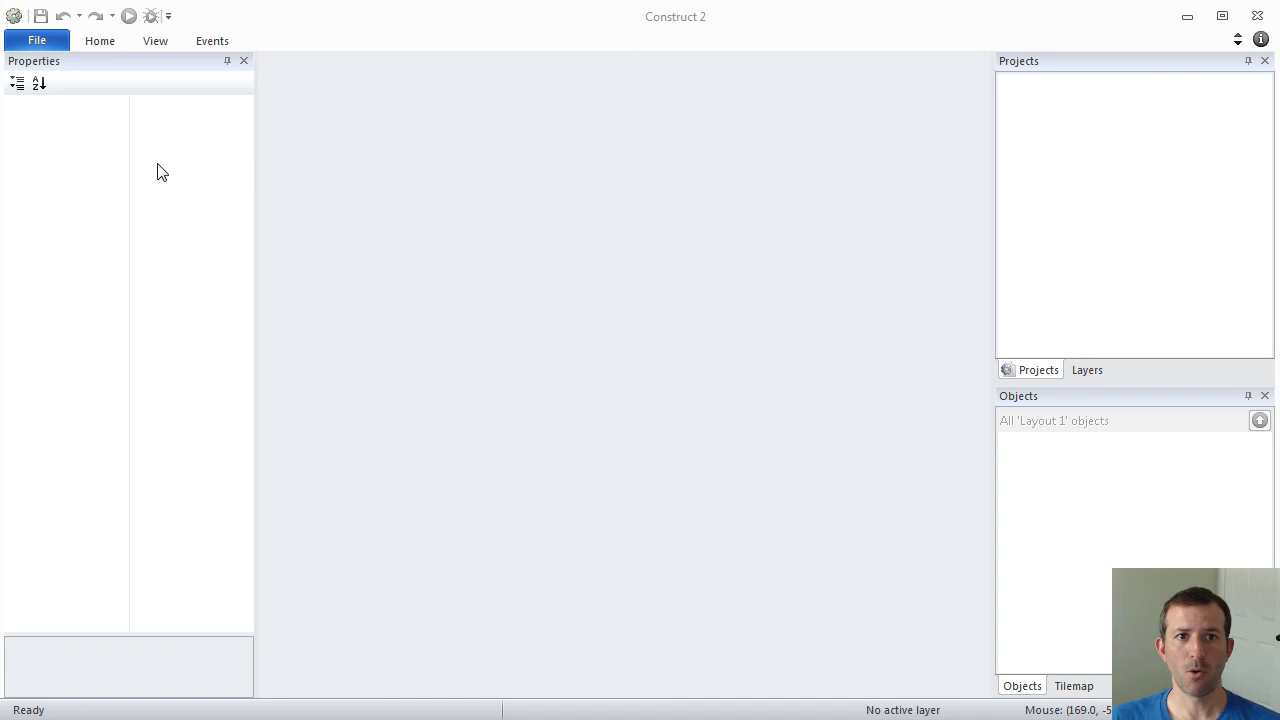 Construct 2
File Home View Events
Properties
Projects
Projects Layers
Objects
All 'Layout 1' objects
Objects Tilemap
Ready
No active layer
Mouse: (169.0, -5